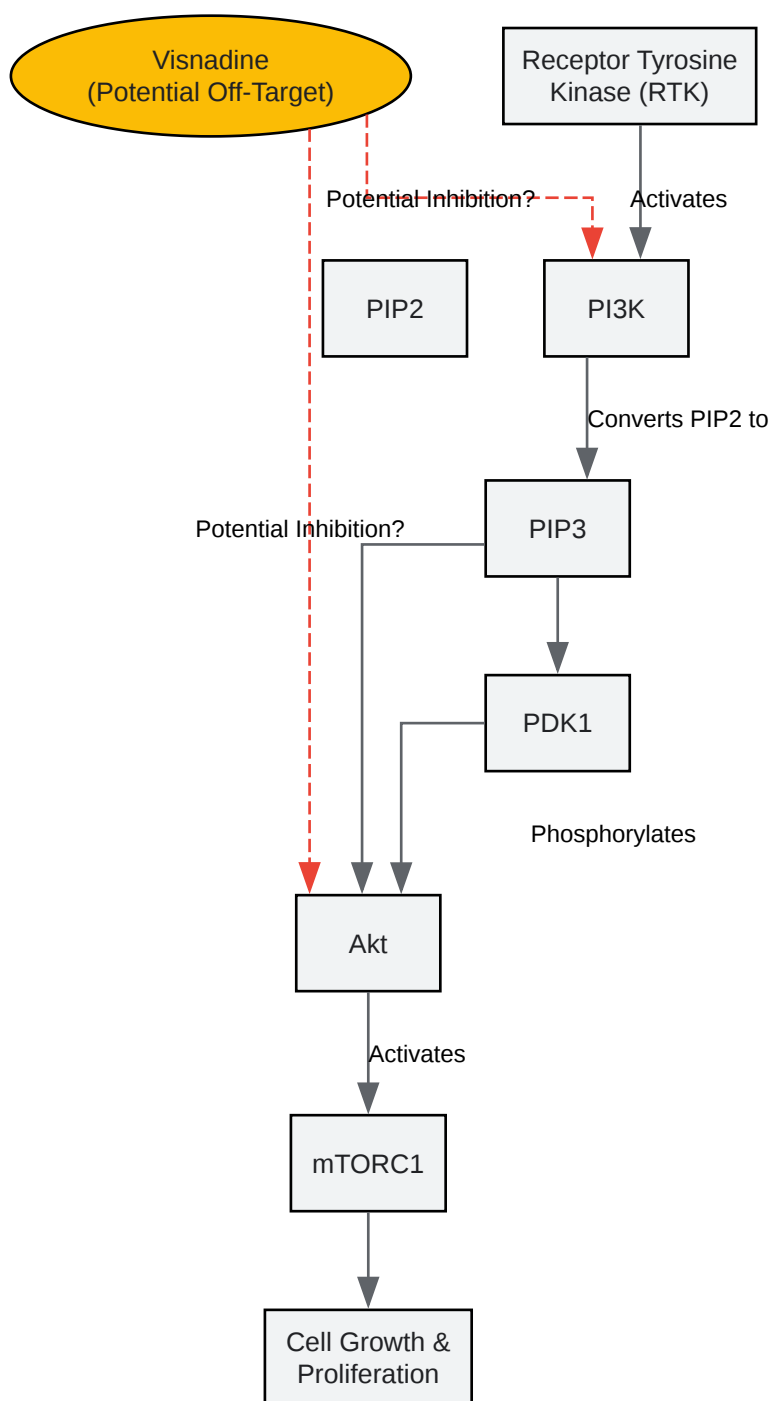 Visnadine
(Potential Off-Target)
Receptor Tyrosine
Kinase (RTK)
Potential Inhibition?
Activates
PIP2
PI3K
Converts PIP2 to
PIP3
Potential Inhibition?
PDK1
Phosphorylates
Akt
Activates
mTORC1
Cell Growth &
Proliferation